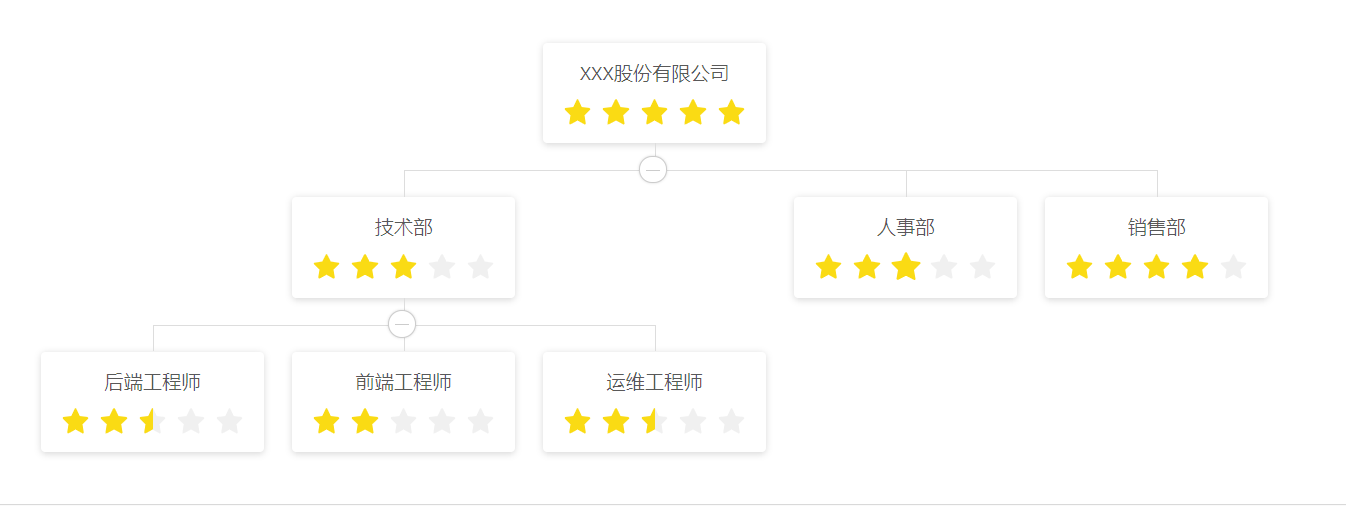 XXX股份有限公司
技术部
人事部
销售部
后端工程师
前端工程师
运维工程师